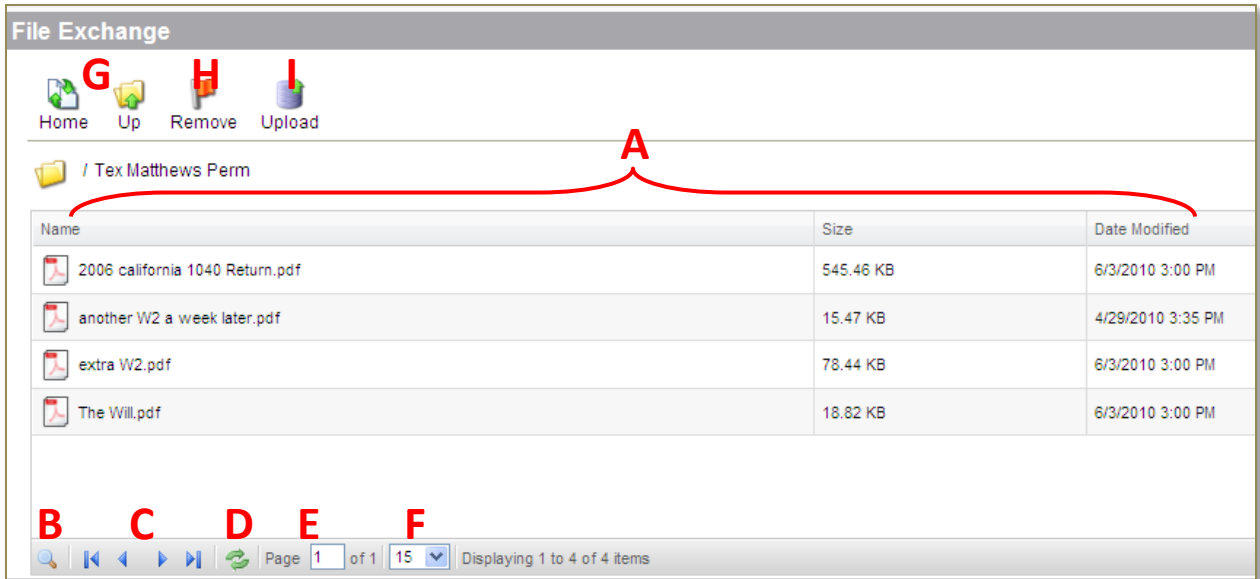 File Exchange
G H I
Home Up Remove Upload
A
/ Tex Matthews Perm
Name Size Date Modified
2006 california 1040 Return.pdf 545.46 KB 6/3/2010 3:00 PM
another W2 a week later.pdf 15.47 KB 4/29/2010 3:35 PM
extra W2.pdf 78.44 KB 6/3/2010 3:00 PM
The Will.pdf 18.82 KB 6/3/2010 3:00 PM
B C D E F
Page 1 of 1 15 Displaying 1 to 4 of 4 items